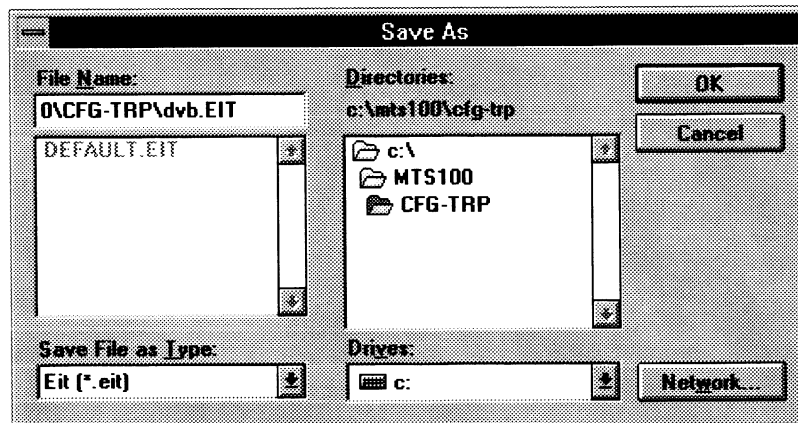 Save As
File Name:
0\CFG-TRP\dvb.EIT
DEFAULT.EIT
Save File as Type:
Eit (*.eit)
Directories:
c:\mts100\cfg-trp
c:\
MTS100
CFG-TRP
Drives:
c:
OK
Cancel
Network...